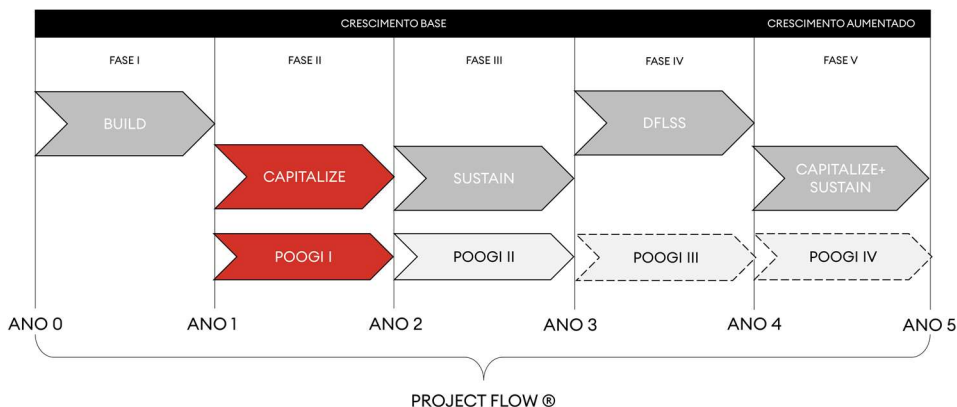 CRESCIMENTO BASE
CRESCIMENTO AUMENTADO
FASE I
FASE II
FASE III
FASE IV
FASE V
BUILD
DFLSS
CAPITALIZE
SUSTAIN
CAPITALIZE+
SUSTAIN
POOGI I
POOGI II
POOGI III
POOGI IV
ANO 0
ANO 1
ANO 2
ANO 3
ANO 4
ANO 5
PROJECT FLOW ®